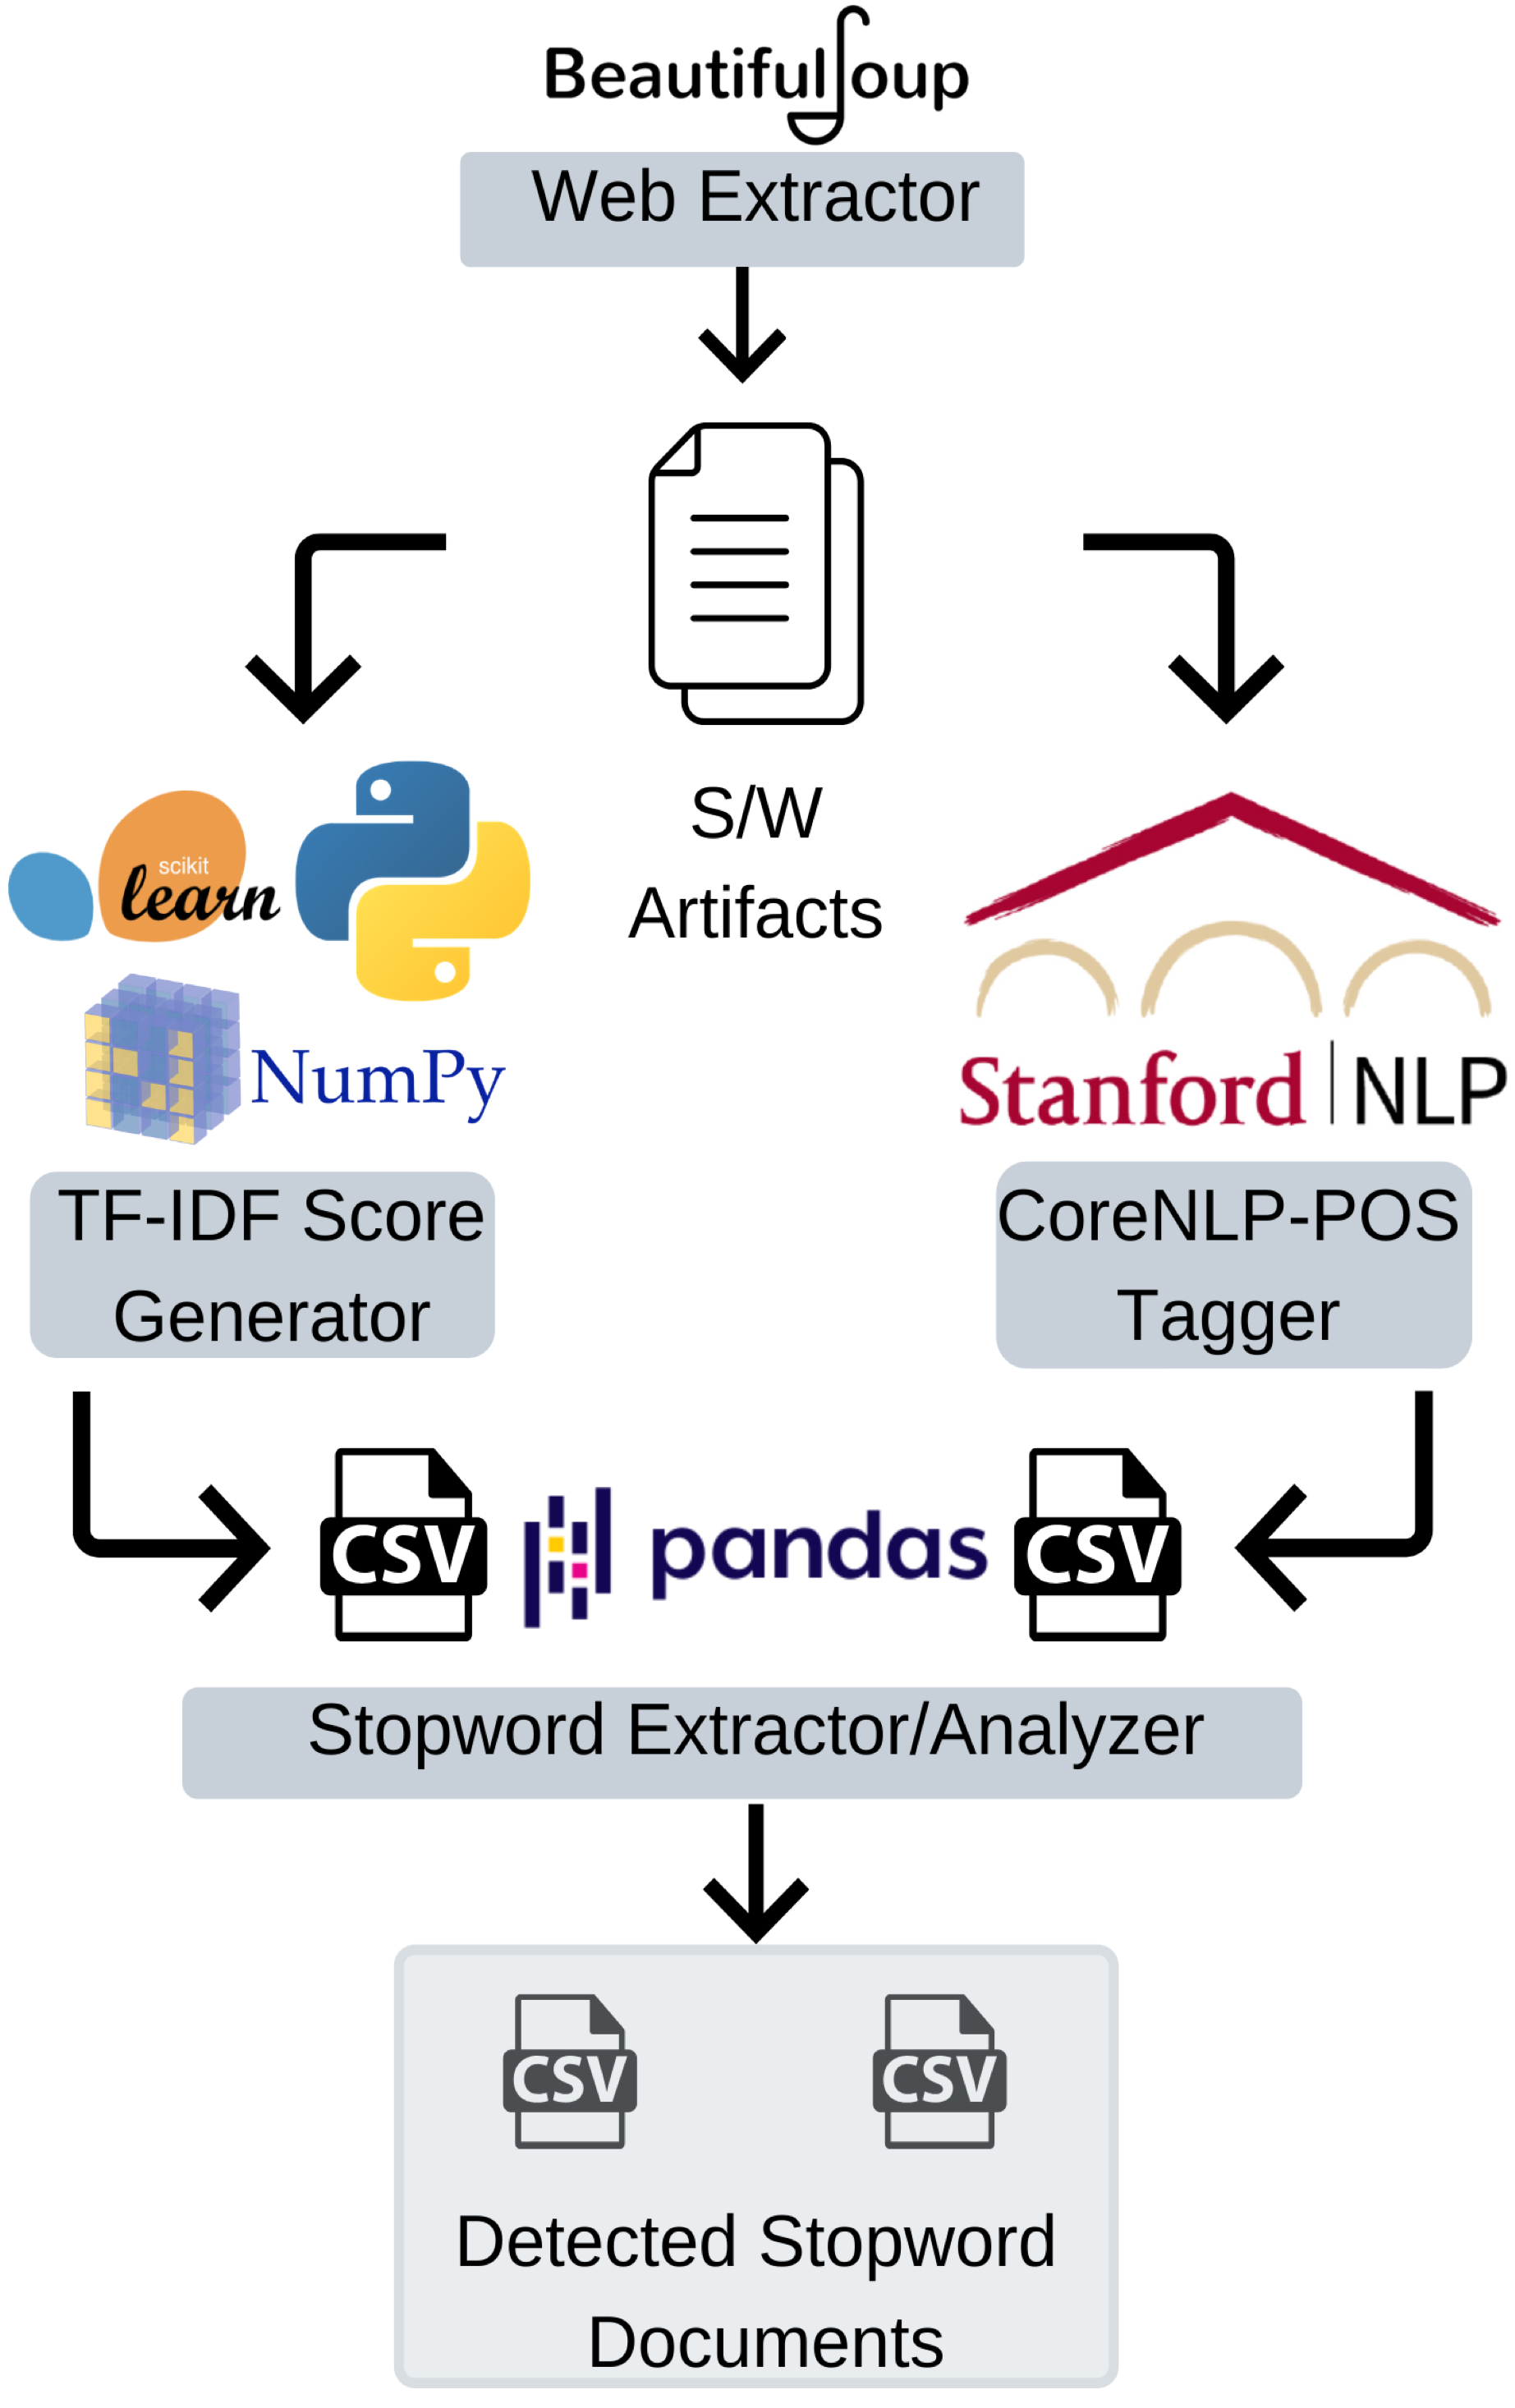 BeautifulSoup
Web Extractor
S/W
Artifacts
scikit
learn
NumPy
Stanford | NLP
TF-IDF Score
Generator
CoreNLP-POS
Tagger
CSV
pandas
CSV
Stopword Extractor/Analyzer
CSV
CSV
Detected Stopword
Documents